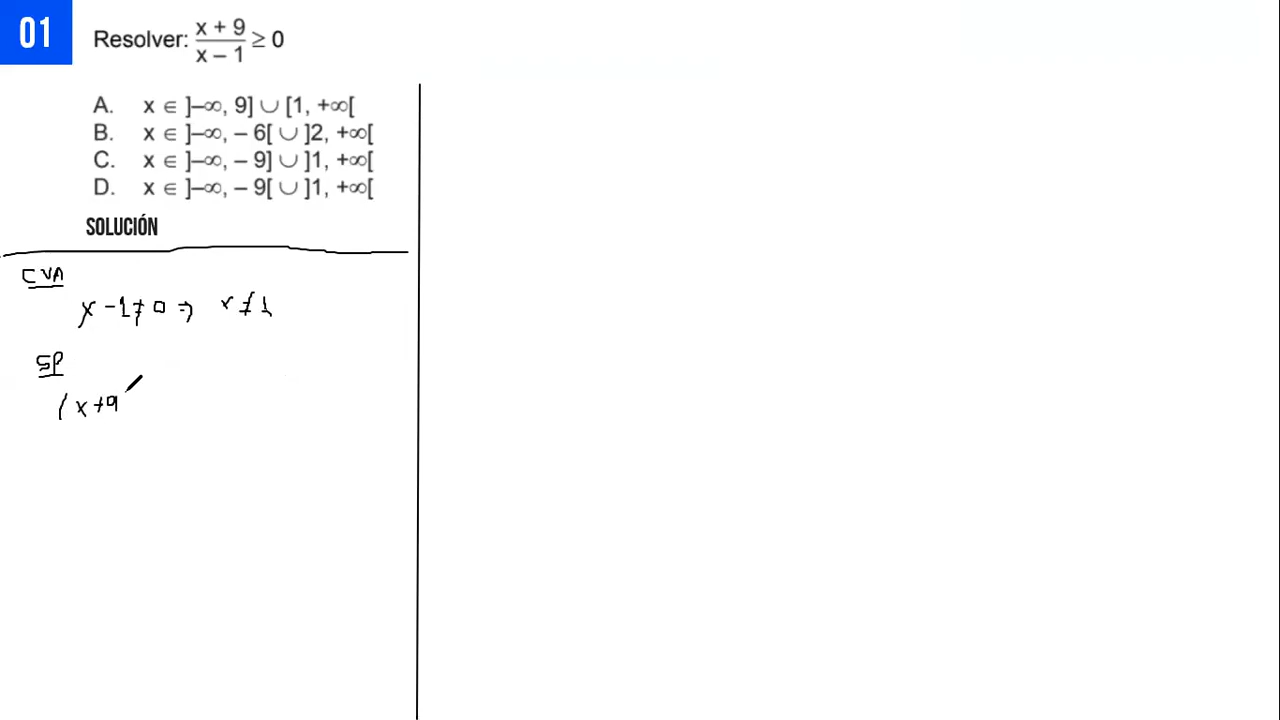 01
Resolver: x + 9 / x – 1 ≥ 0
A. x ∈ ]–∞, 9] ∪ [1, +∞[
B. x ∈ ]–∞, – 6[ ∪ ]2, +∞[
C. x ∈ ]–∞, – 9] ∪ ]1, +∞[
D. x ∈ ]–∞, – 9[ ∪ ]1, +∞[
SOLUCIÓN
CVA
x - 1 ≠ 0 ⇒ x ≠ 1
SP
(x+9